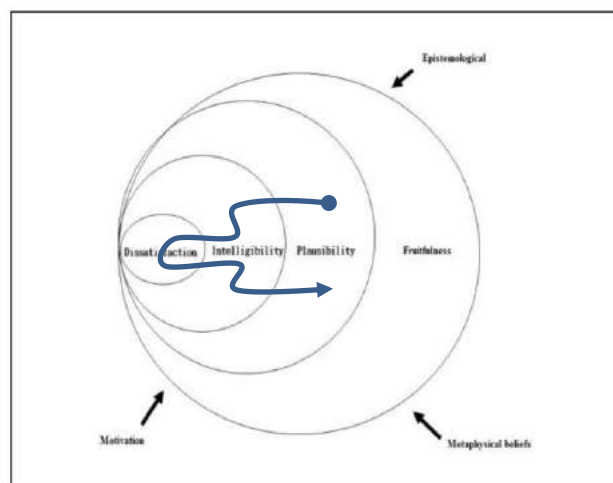 Epistemological
Dissatisfaction Intelligibility Plausibility Fruitfulness
Motivation
Metaphysical beliefs